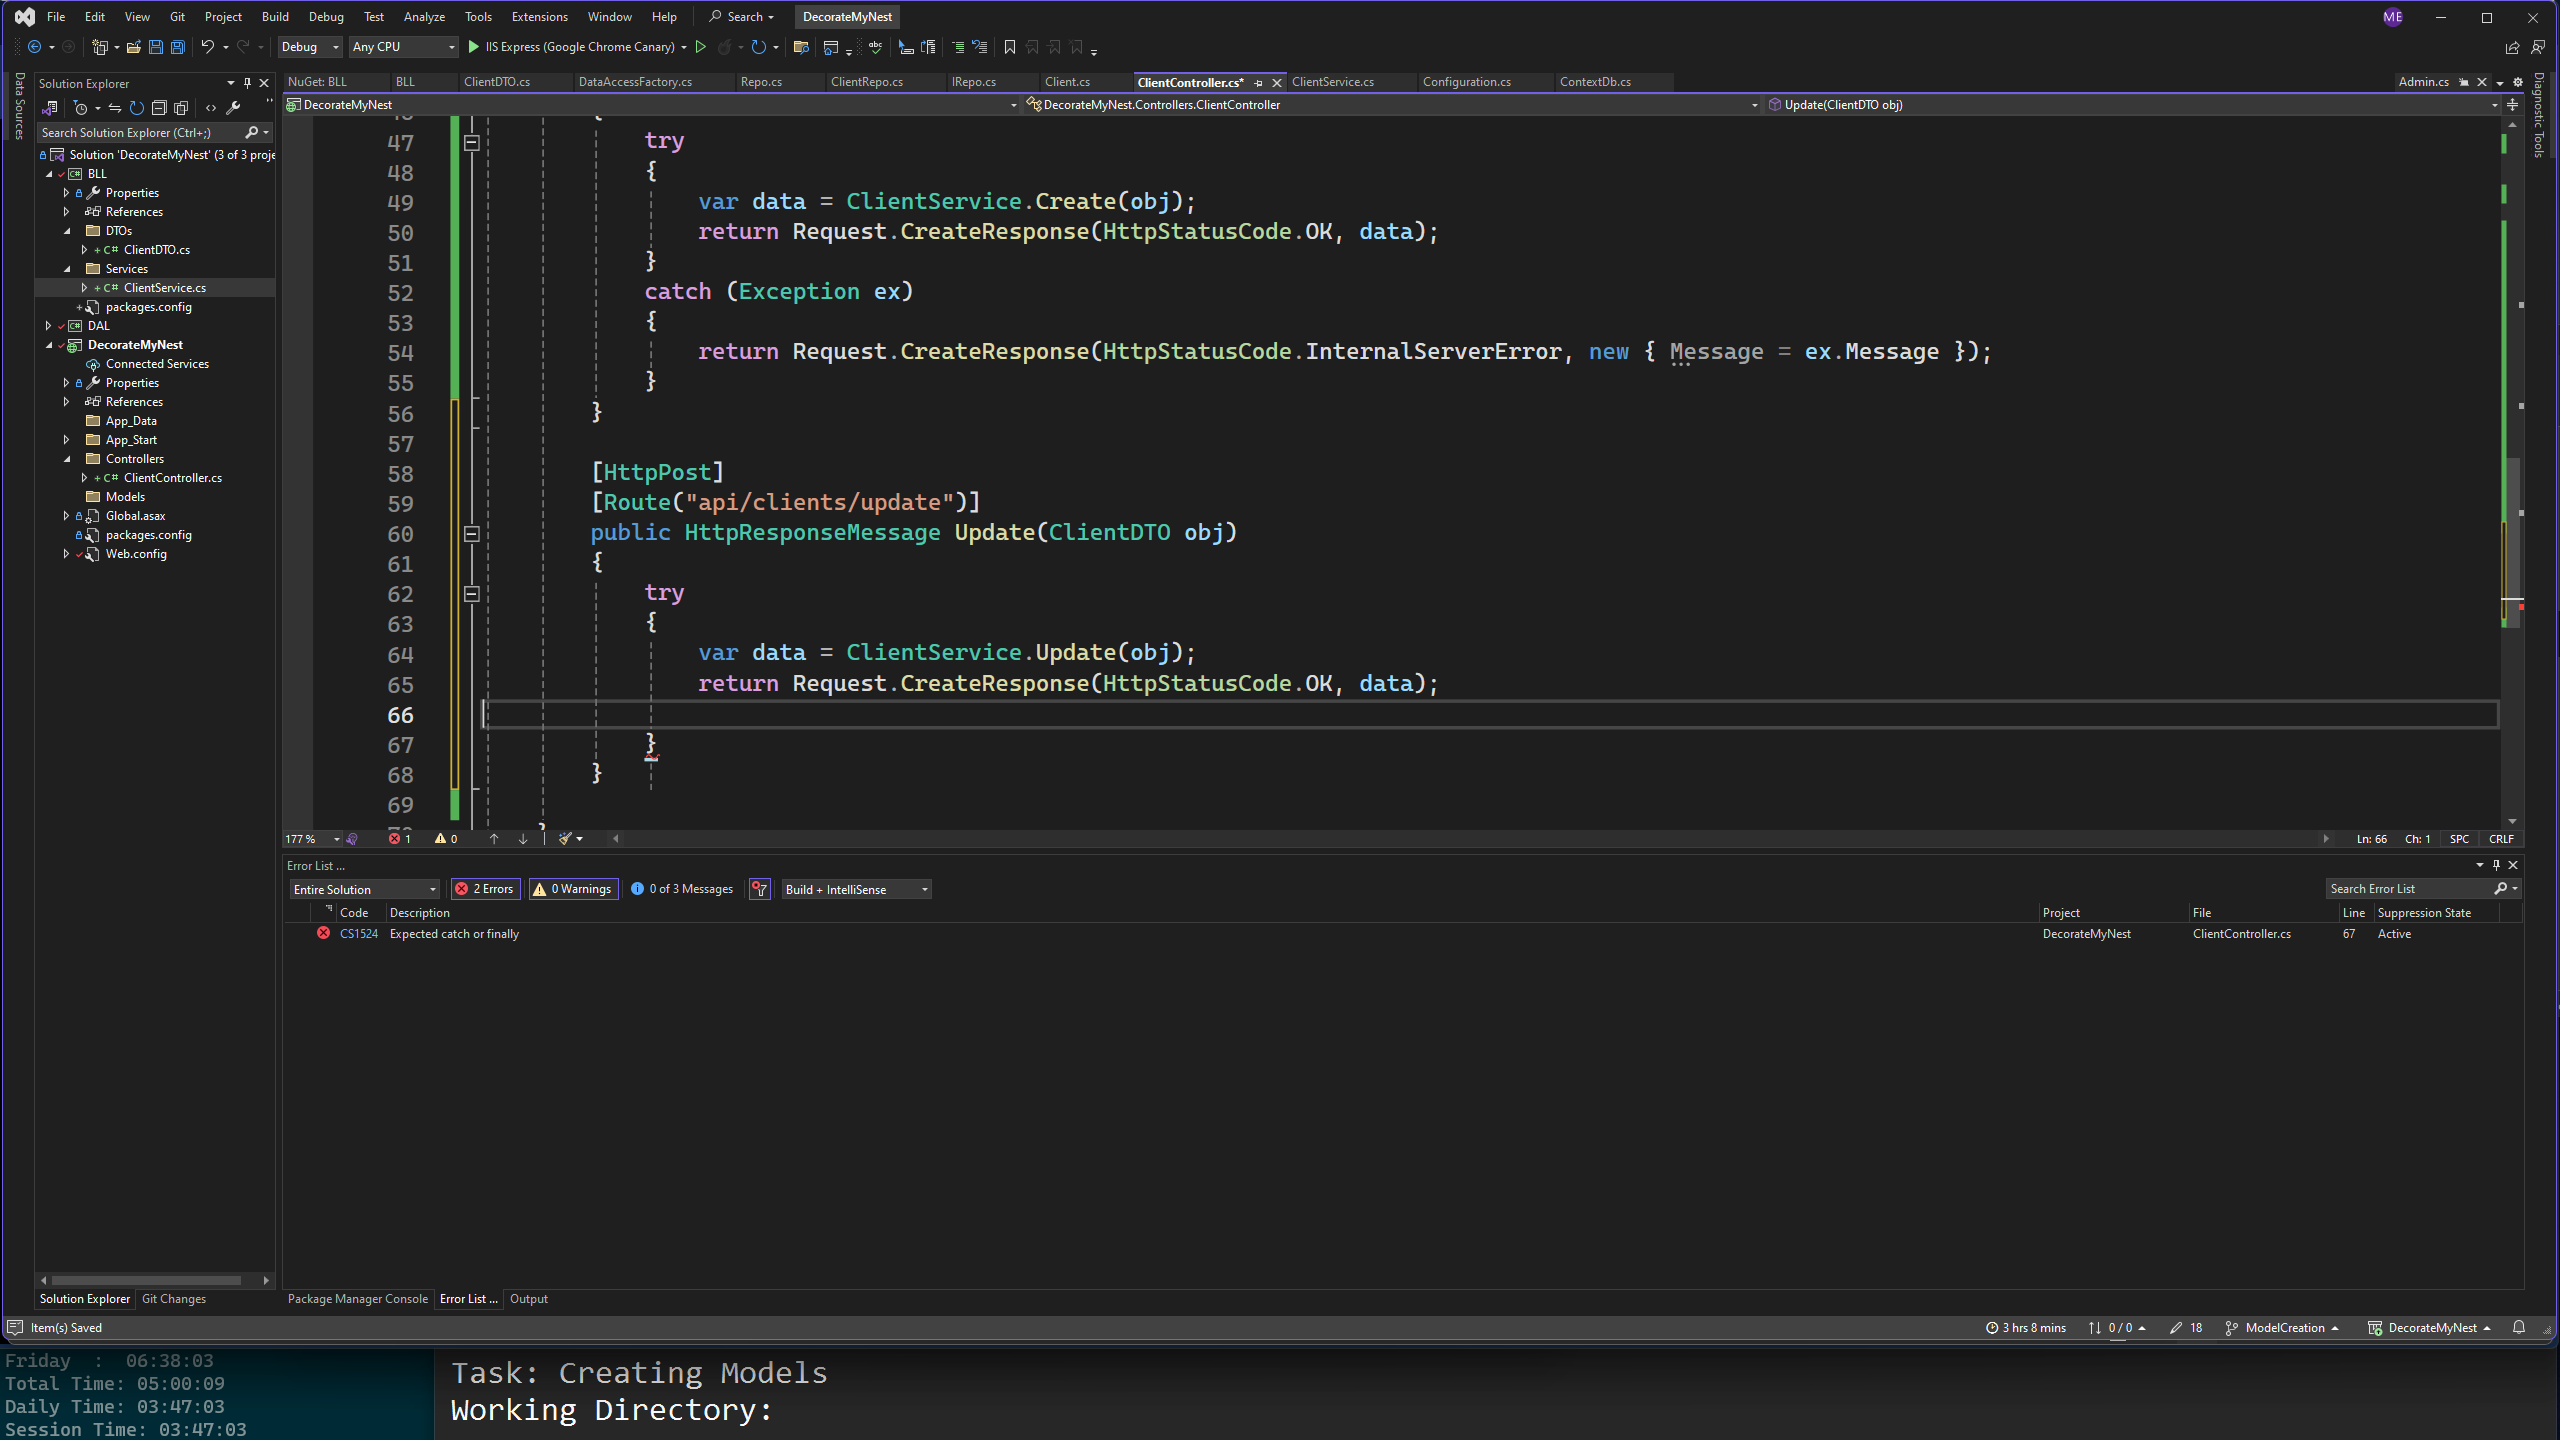 File Edit View Git Project Build Debug Test Analyze Tools Extensions Window Help Search DecorateMyNest ME
Debug Any CPU IIS Express (Google Chrome Canary)
Data Sources
Solution Explorer
Search Solution Explorer (Ctrl+;)
Solution 'DecorateMyNest' (3 of 3 proje
BLL
Properties
References
DTOs
ClientDTO.cs
Services
ClientService.cs
packages.config
DAL
DecorateMyNest
Connected Services
Properties
References
App_Data
App_Start
Controllers
ClientController.cs
Models
Global.asax
packages.config
Web.config
Solution Explorer Git Changes
NuGet: BLL BLL ClientDTO.cs DataAccessFactory.cs Repo.cs ClientRepo.cs IRepo.cs Client.cs ClientController.cs* ClientService.cs Configuration.cs ContextDb.cs Admin.cs
DecorateMyNest DecorateMyNest.Controllers.ClientController Update(ClientDTO obj)
Diagnostic Tools
47 try
48 {
49 var data = ClientService.Create(obj);
50 return Request.CreateResponse(HttpStatusCode.OK, data);
51 }
52 catch (Exception ex)
53 {
54 return Request.CreateResponse(HttpStatusCode.InternalServerError, new { Message = ex.Message });
55 }
56 }
57
58 [HttpPost]
59 [Route("api/clients/update")]
60 public HttpResponseMessage Update(ClientDTO obj)
61 {
62 try
63 {
64 var data = ClientService.Update(obj);
65 return Request.CreateResponse(HttpStatusCode.OK, data);
66
67 }
68 }
69
177 % 1 0 Ln: 66 Ch: 1 SPC CRLF
Error List ...
Entire Solution 2 Errors 0 Warnings 0 of 3 Messages Build + IntelliSense Search Error List
Code Description Project File Line Suppression State
CS1524 Expected catch or finally DecorateMyNest ClientController.cs 67 Active
Package Manager Console Error List ... Output
Item(s) Saved 3 hrs 8 mins 0 / 0 18 ModelCreation DecorateMyNest
Friday : 06:38:03
Total Time: 05:00:09
Daily Time: 03:47:03
Session Time: 03:47:03
Task: Creating Models
Working Directory: